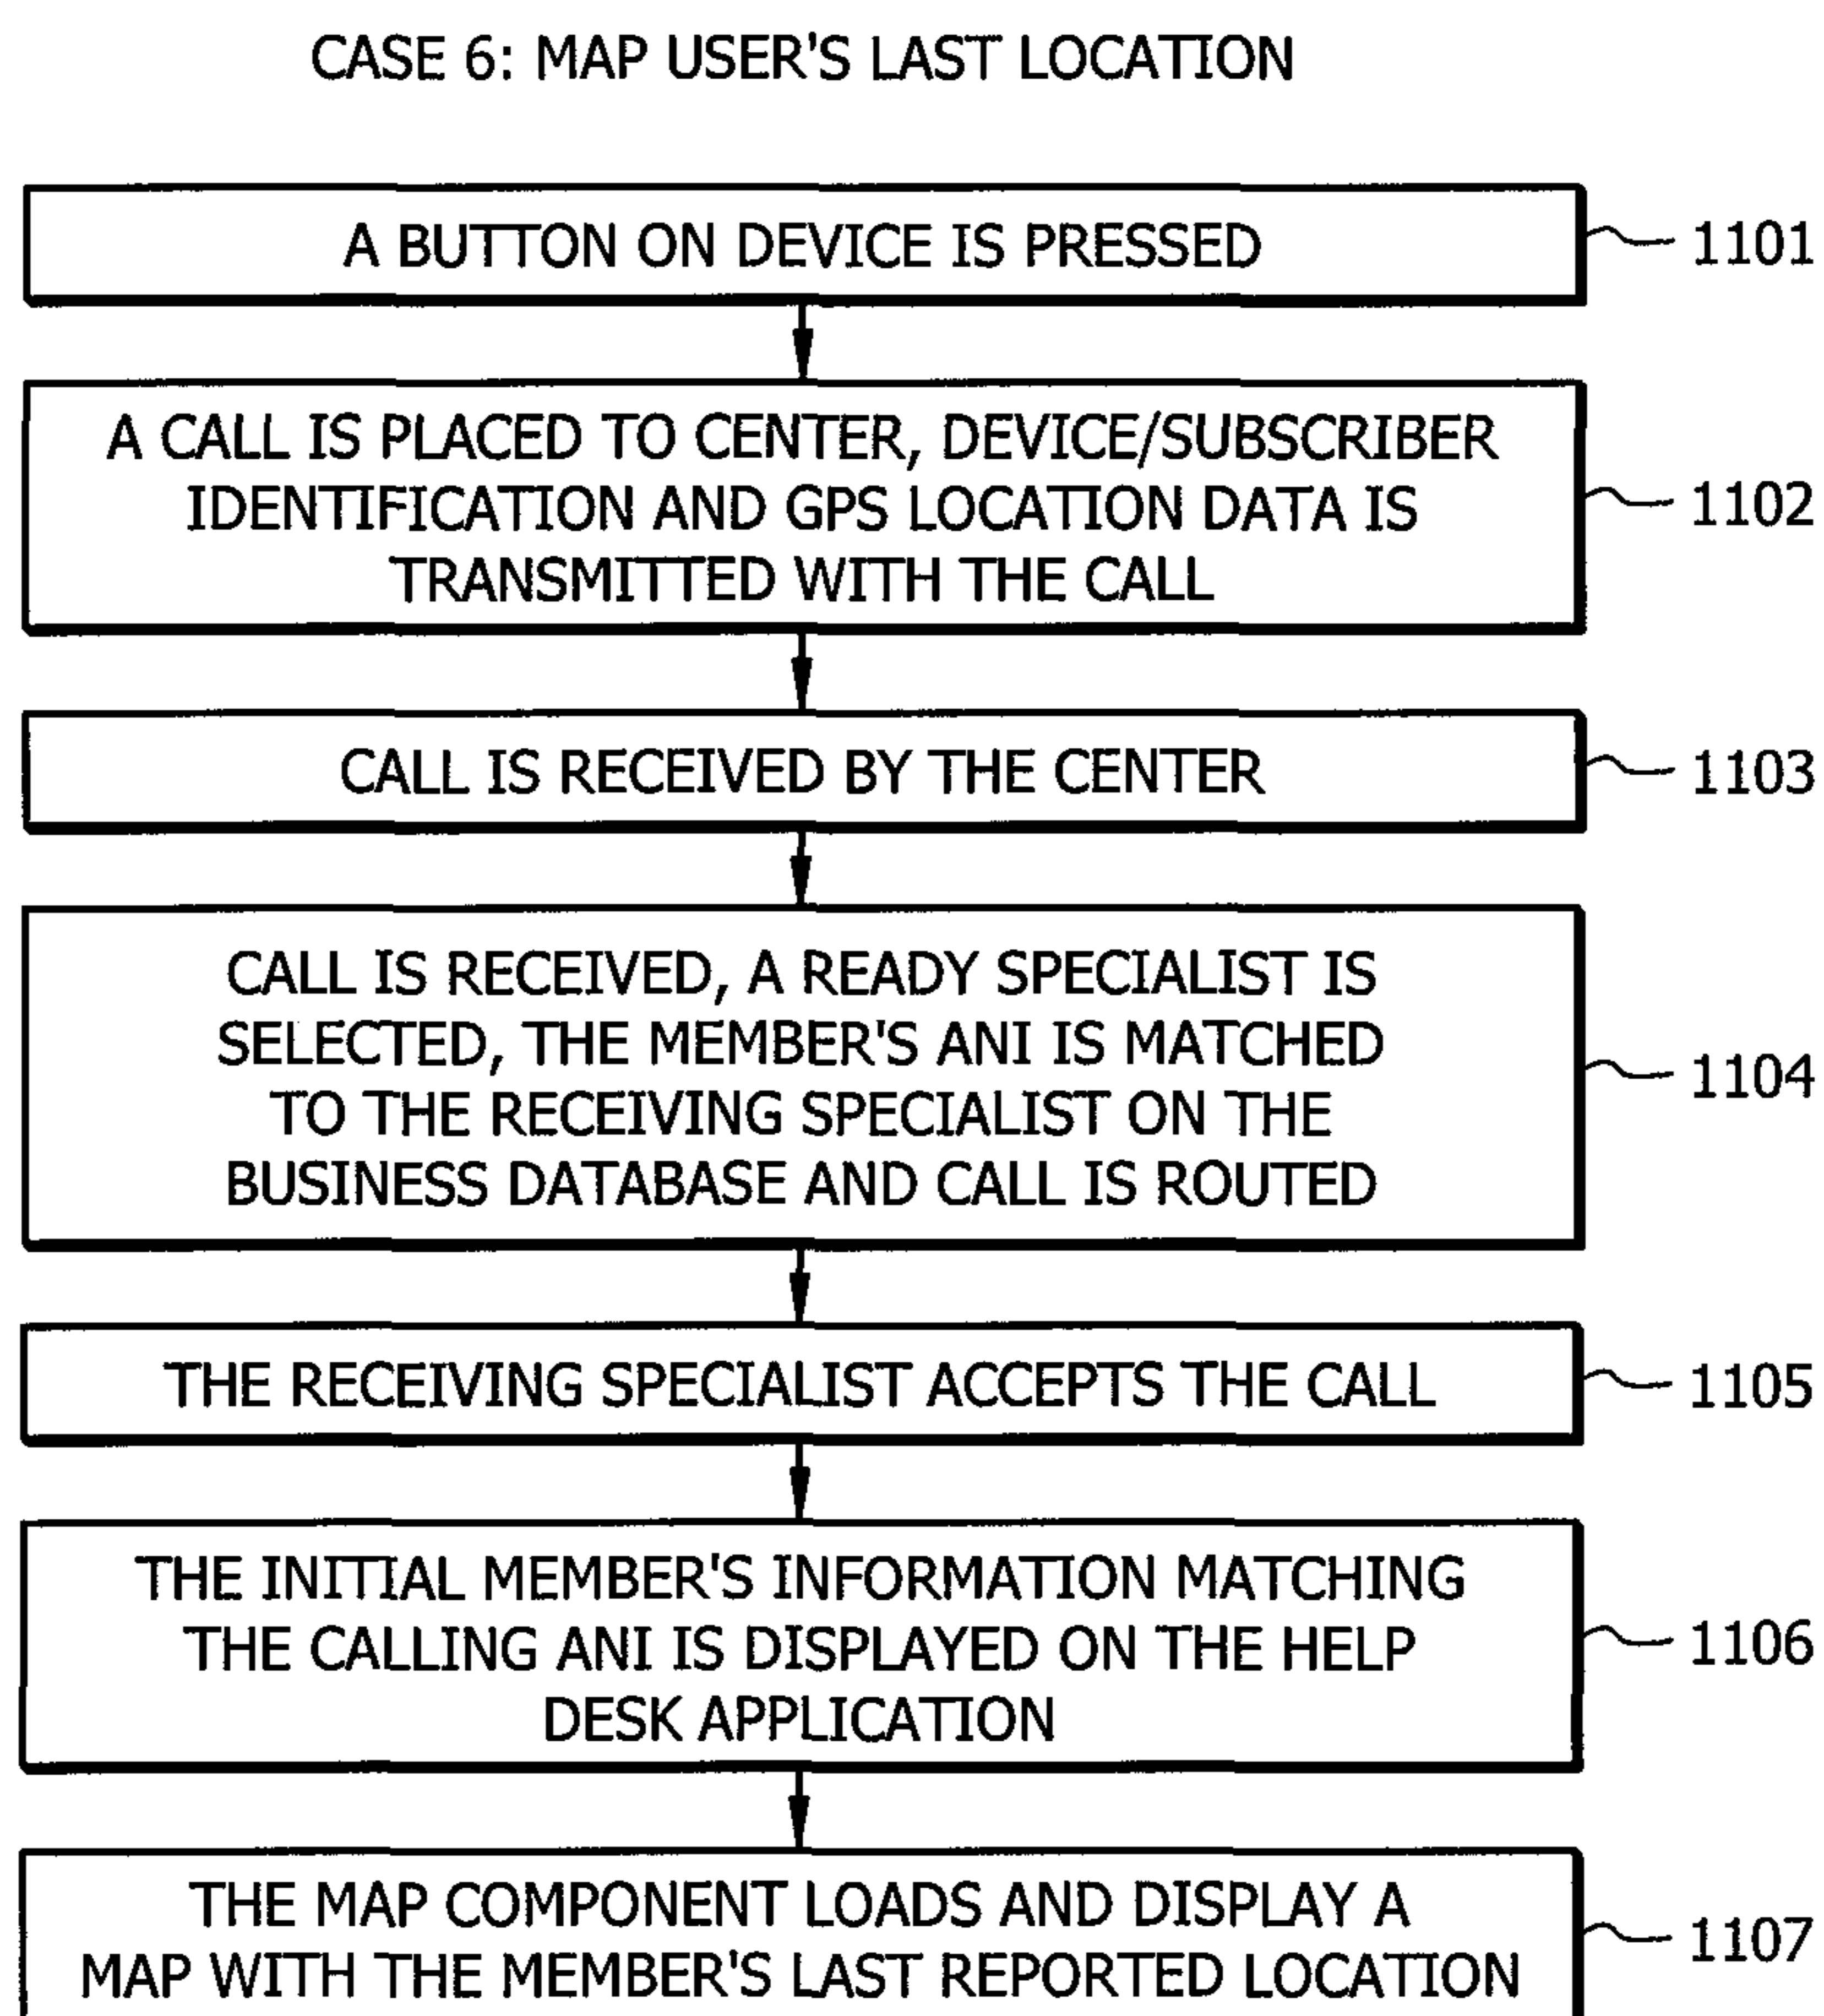 CASE 6: MAP USER'S LAST LOCATION
A BUTTON ON DEVICE IS PRESSED
1101
A CALL IS PLACED TO CENTER, DEVICE/SUBSCRIBER
IDENTIFICATION AND GPS LOCATION DATA IS
TRANSMITTED WITH THE CALL
1102
CALL IS RECEIVED BY THE CENTER
1103
CALL IS RECEIVED, A READY SPECIALIST IS
SELECTED, THE MEMBER'S ANI IS MATCHED
TO THE RECEIVING SPECIALIST ON THE
BUSINESS DATABASE AND CALL IS ROUTED
1104
THE RECEIVING SPECIALIST ACCEPTS THE CALL
1105
THE INITIAL MEMBER'S INFORMATION MATCHING
THE CALLING ANI IS DISPLAYED ON THE HELP
DESK APPLICATION
1106
THE MAP COMPONENT LOADS AND DISPLAY A
MAP WITH THE MEMBER'S LAST REPORTED LOCATION
1107